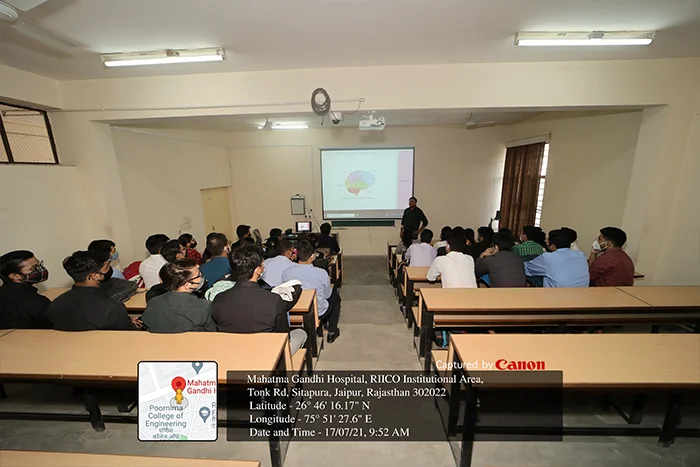 Captured by Canon
Mahatma Gandhi Hospital, RIICO Institutional Area,
Tonk Rd, Sitapura, Jaipur, Rajasthan 302022
Latitude - 26° 46' 16.17" N
Longitude - 75° 51' 27.6" E
Date and Time - 17/07/21, 9:52 AM
Mahatma
Gandhi H
Poornima
College of
Engineering